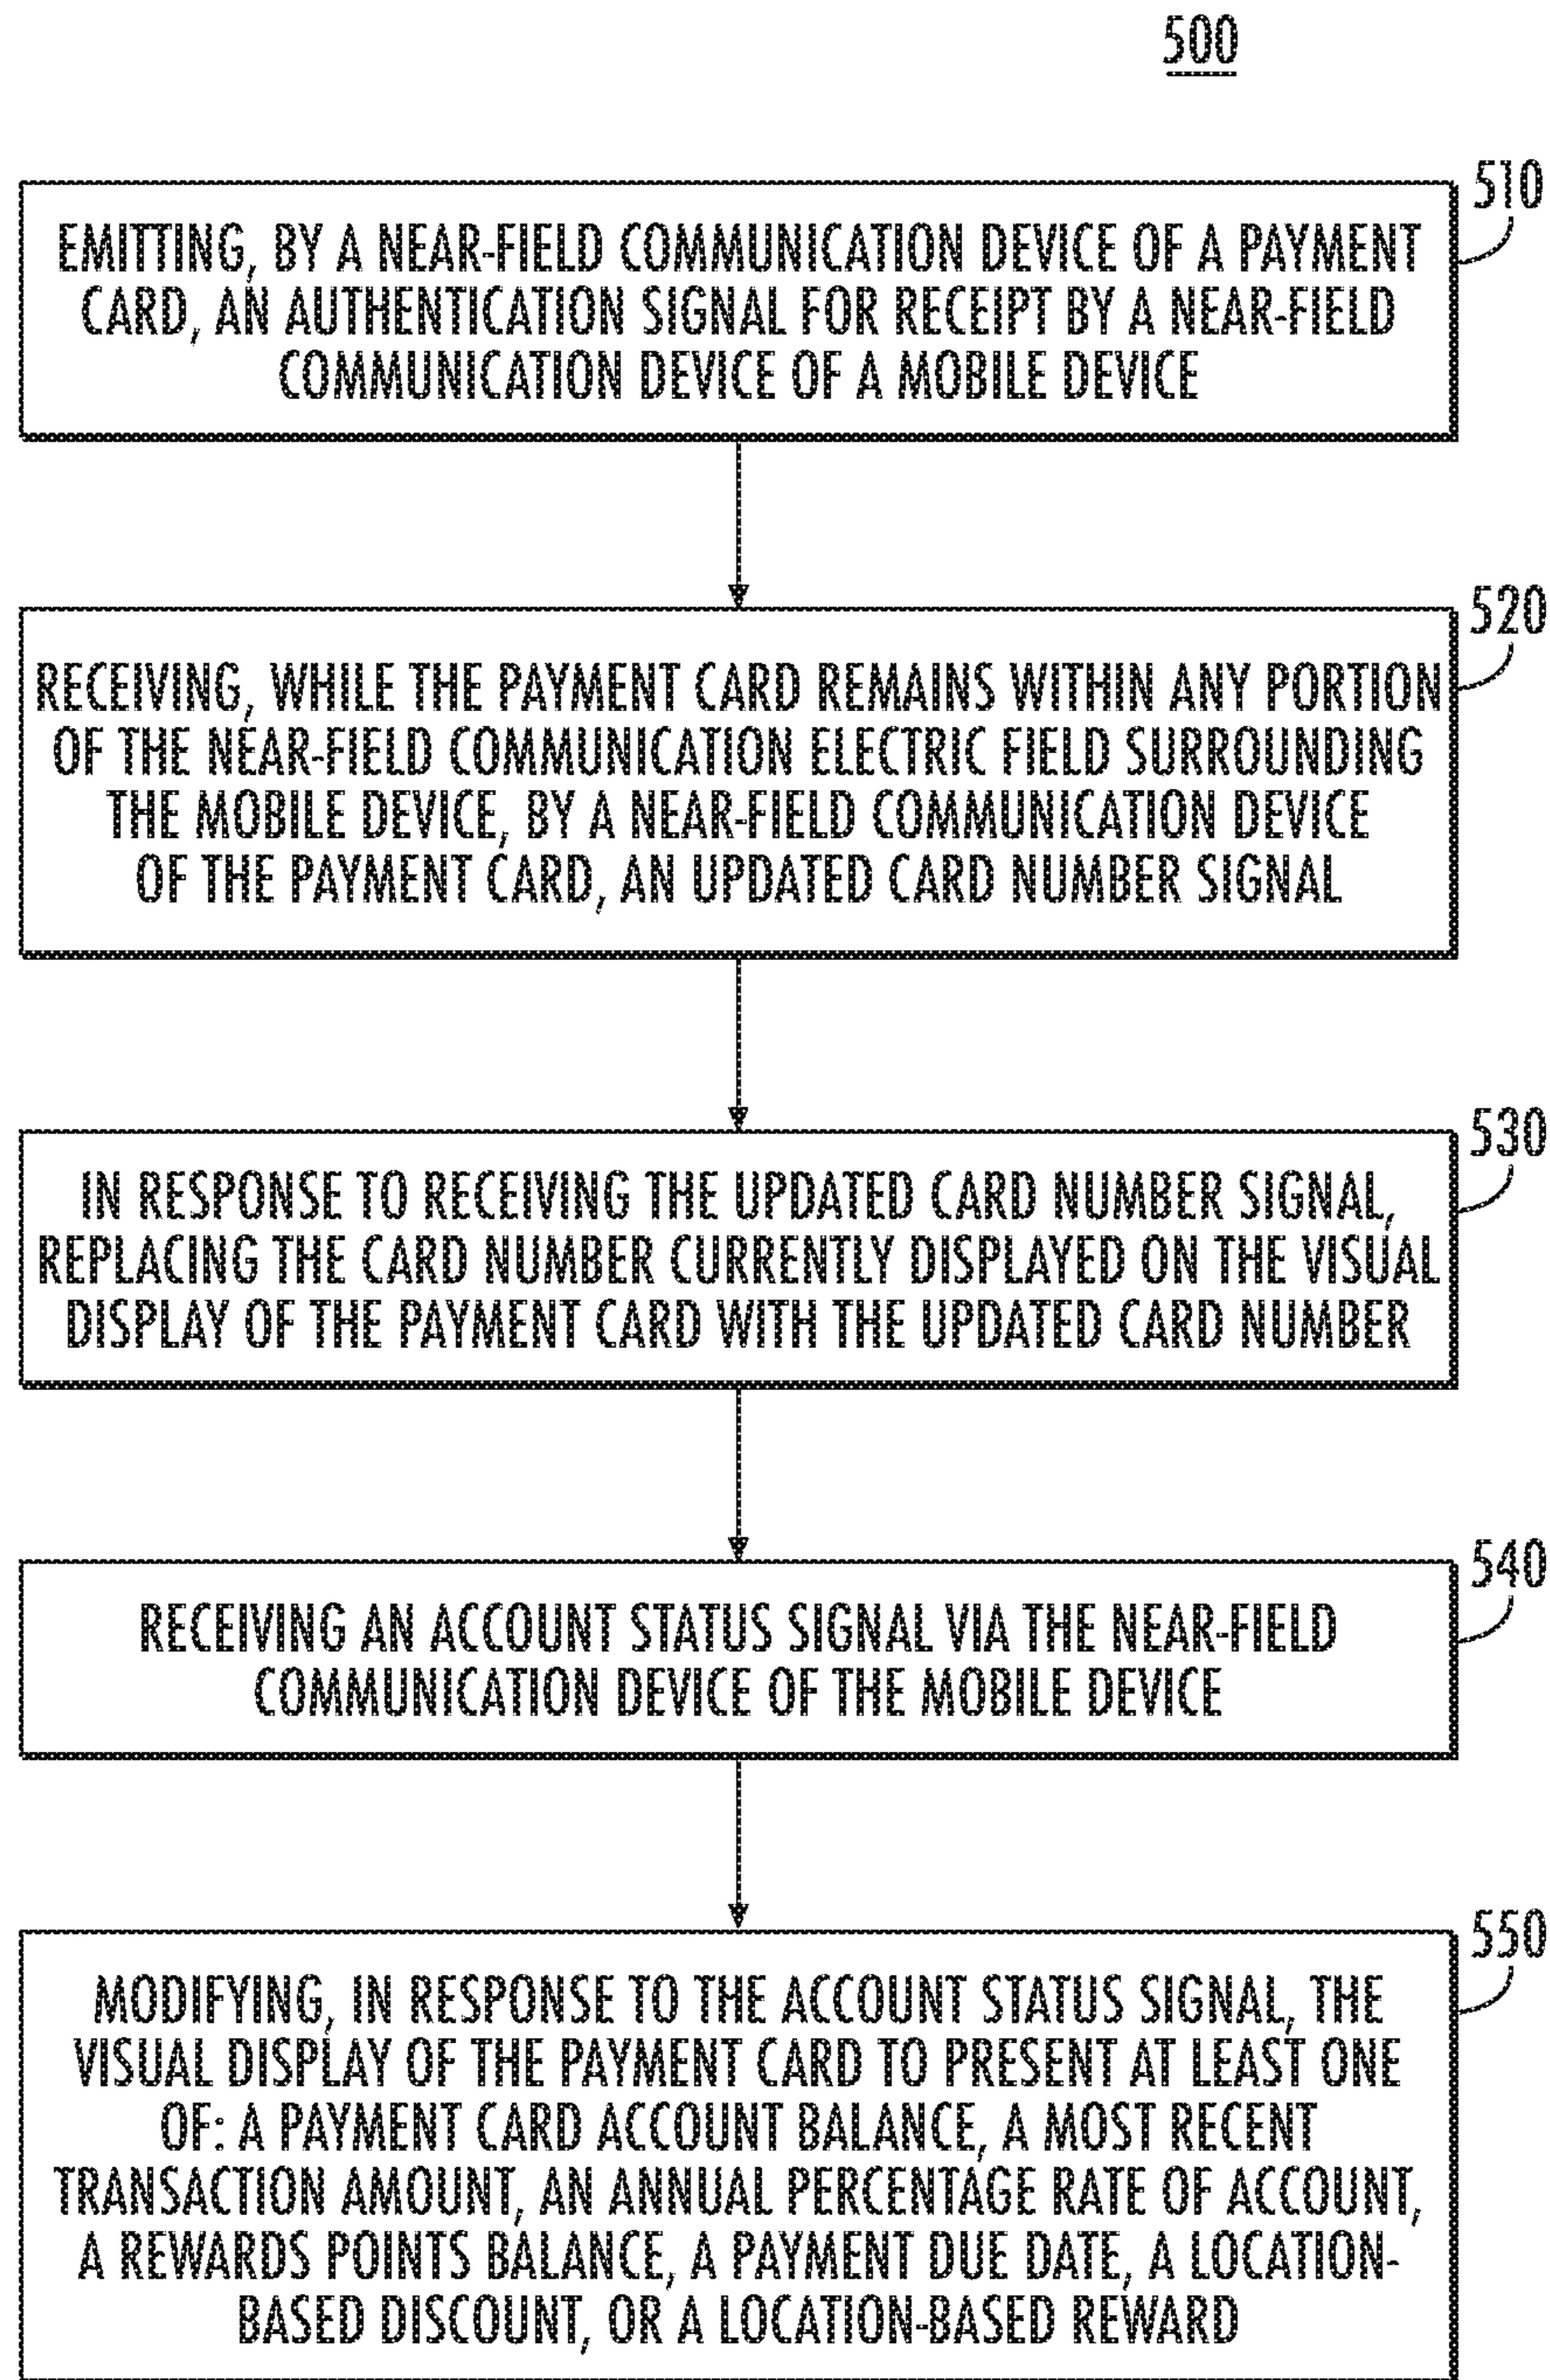 500
510
EMITTING, BY A NEAR-FIELD COMMUNICATION DEVICE OF A PAYMENT
CARD, AN AUTHENTICATION SIGNAL FOR RECEIPT BY A NEAR-FIELD
COMMUNICATION DEVICE OF A MOBILE DEVICE
520
RECEIVING, WHILE THE PAYMENT CARD REMAINS WITHIN ANY PORTION
OF THE NEAR-FIELD COMMUNICATION ELECTRIC FIELD SURROUNDING
THE MOBILE DEVICE, BY A NEAR-FIELD COMMUNICATION DEVICE
OF THE PAYMENT CARD, AN UPDATED CARD NUMBER SIGNAL
530
IN RESPONSE TO RECEIVING THE UPDATED CARD NUMBER SIGNAL,
REPLACING THE CARD NUMBER CURRENTLY DISPLAYED ON THE VISUAL
DISPLAY OF THE PAYMENT CARD WITH THE UPDATED CARD NUMBER
540
RECEIVING AN ACCOUNT STATUS SIGNAL VIA THE NEAR-FIELD
COMMUNICATION DEVICE OF THE MOBILE DEVICE
550
MODIFYING, IN RESPONSE TO THE ACCOUNT STATUS SIGNAL, THE
VISUAL DISPLAY OF THE PAYMENT CARD TO PRESENT AT LEAST ONE
OF: A PAYMENT CARD ACCOUNT BALANCE, A MOST RECENT
TRANSACTION AMOUNT, AN ANNUAL PERCENTAGE RATE OF ACCOUNT,
A REWARDS POINTS BALANCE, A PAYMENT DUE DATE, A LOCATION-
BASED DISCOUNT, OR A LOCATION-BASED REWARD